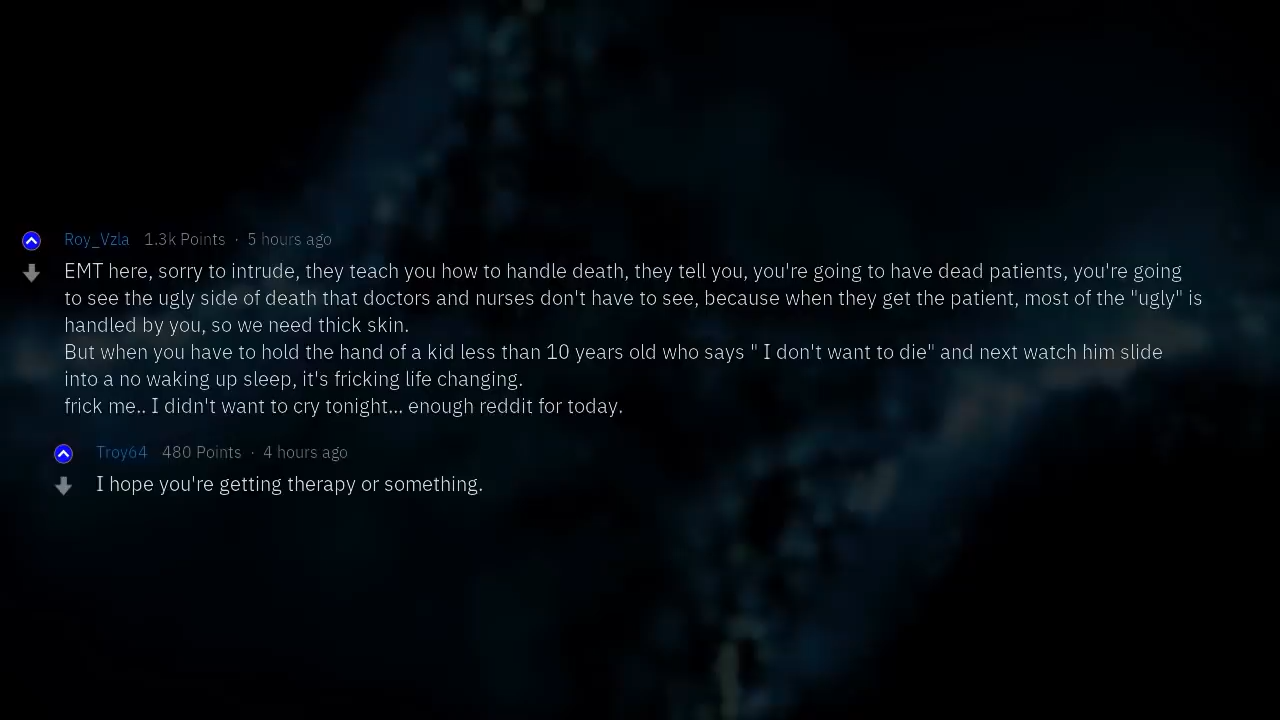 Roy_Vzla 1.3k Points · 5 hours ago
EMT here, sorry to intrude, they teach you how to handle death, they tell you, you're going to have dead patients, you're going
to see the ugly side of death that doctors and nurses don't have to see, because when they get the patient, most of the "ugly" is
handled by you, so we need thick skin.
But when you have to hold the hand of a kid less than 10 years old who says " I don't want to die" and next watch him slide
into a no waking up sleep, it's fricking life changing.
frick me.. I didn't want to cry tonight... enough reddit for today.
Troy64 480 Points · 4 hours ago
I hope you're getting therapy or something.